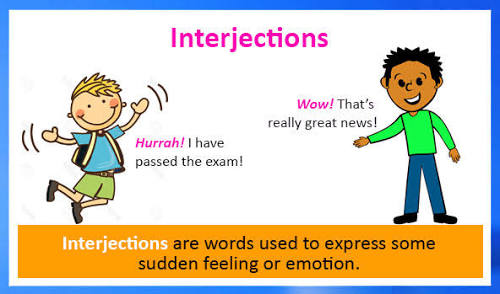 Interjections
Wow! That's
really great news!
Hurrah! I have
passed the exam!
Interjections are words used to express some
sudden feeling or emotion.